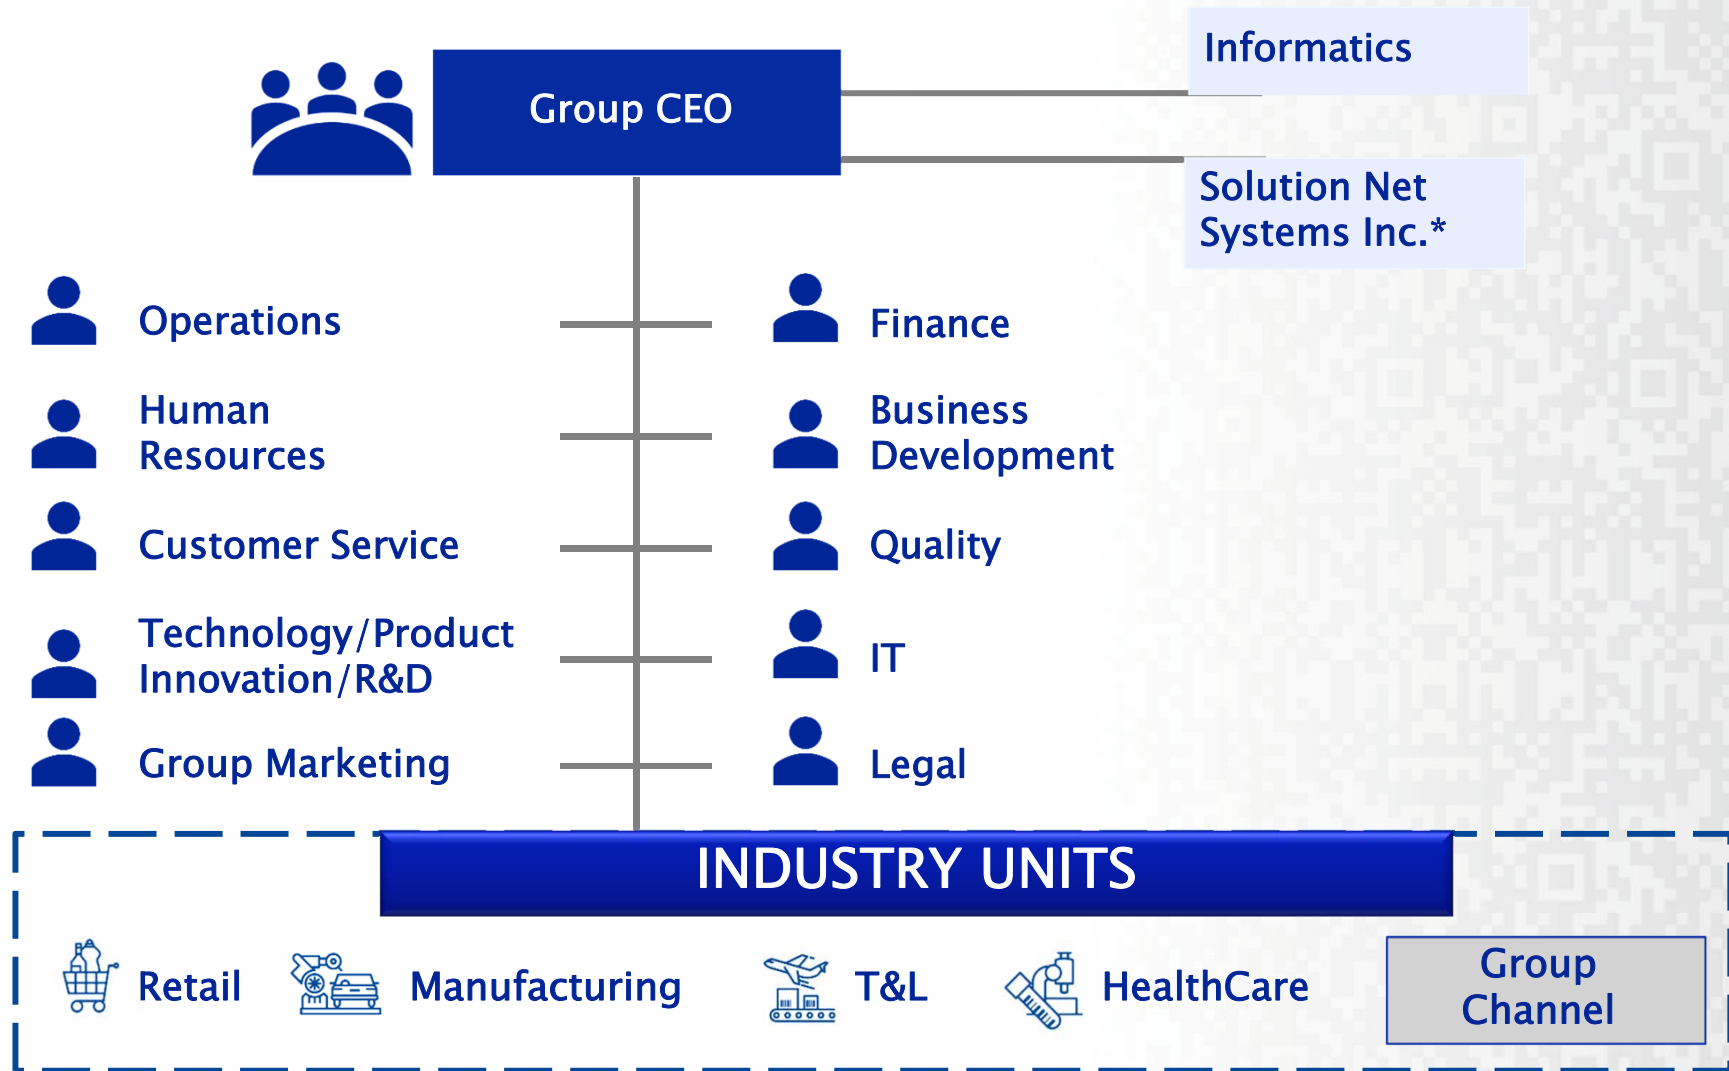 Informatics
Group CEO
Solution Net
Systems Inc.*
Operations
Finance
Human
Resources
Business
Development
Customer Service
Quality
Technology/Product
Innovation/R&D
IT
Group Marketing
Legal
INDUSTRY UNITS
Retail
Manufacturing
T&L
HealthCare
Group
Channel